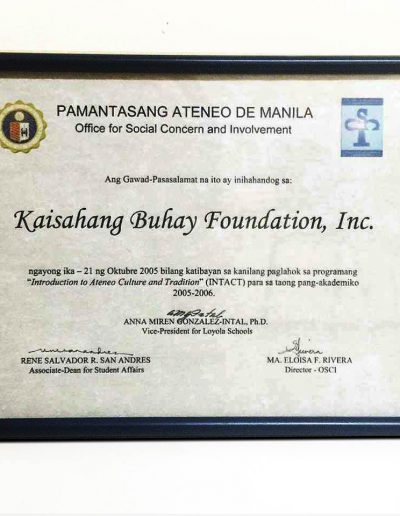 PAMANTASANG ATENEO DE MANILA
Office for Social Concern and Involvement
Ang Gawad-Pasasalamat na ito ay inihahandog sa:
Kaisahang Buhay Foundation, Inc.
ngayong ika – 21 ng Oktubre 2005 bilang katibayan sa kanilang paglahok sa programang
"Introduction to Ateneo Culture and Tradition" (INTACT) para sa taong pang-akademiko
2005-2006.
ANNA MIREN GONZALEZ-INTAL, Ph.D.
Vice-President for Loyola Schools
RENE SALVADOR R. SAN ANDRES
Associate-Dean for Student Affairs
MA. ELOISA F. RIVERA
Director - OSCI